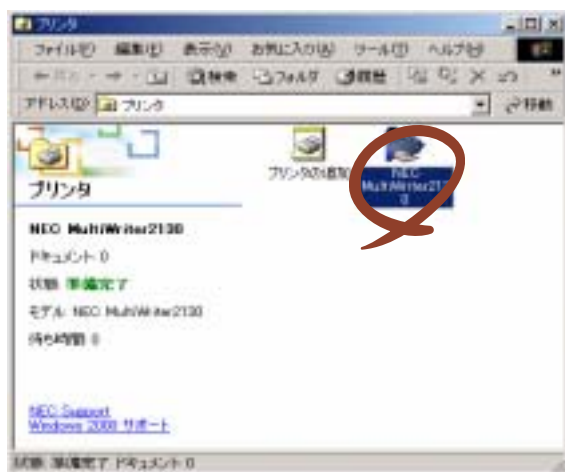 プリンタ
ファイル(F) 編集(E) 表示(V) お気に入り(A) ツール(T) ヘルプ(H)
検索 フォルダ 履歴
アドレス(D) プリンタ 移動
プリンタの追加
NEC MultiWriter2130
プリンタ
NEC MultiWriter2130
ドキュメント 0
状態: 準備完了
モデル: NEC MultiWriter2130
待ち時間: 0
NEC Support
Windows 2000 サポート
状態: 準備完了 ドキュメント: 0